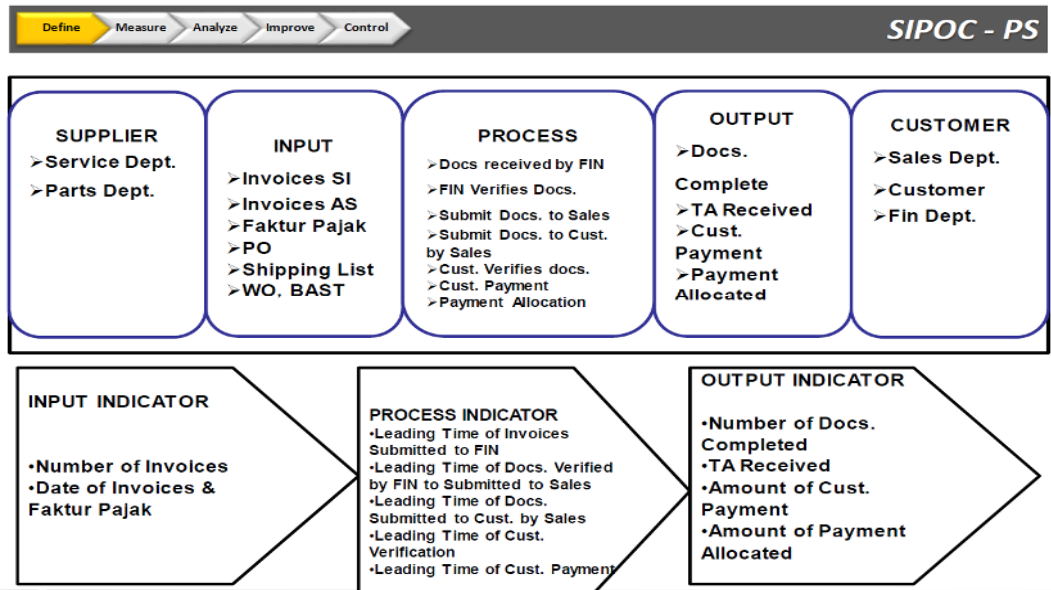 Define Measure Analyze Improve Control
SIPOC - PS
SUPPLIER
➢Service Dept.
➢Parts Dept.
INPUT
➢Invoices SI
➢Invoices AS
➢Faktur Pajak
➢PO
➢Shipping List
➢WO, BAST
PROCESS
➢Docs received by FIN
➢FIN Verifies Docs.
➢Submit Docs. to Sales
➢Submit Docs. to Cust.
by Sales
➢Cust. Verifies docs.
➢Cust. Payment
➢Payment Allocation
OUTPUT
➢Docs.
Complete
➢TA Received
➢Cust.
Payment
➢Payment
Allocated
CUSTOMER
➢Sales Dept.
➢Customer
➢Fin Dept.
INPUT INDICATOR
•Number of Invoices
•Date of Invoices &
Faktur Pajak
PROCESS INDICATOR
•Leading Time of Invoices
Submitted to FIN
•Leading Time of Docs. Verified
by FIN to Submitted to Sales
•Leading Time of Docs.
Submitted to Cust. by Sales
•Leading Time of Cust.
Verification
•Leading Time of Cust. Payment
OUTPUT INDICATOR
•Number of Docs.
Completed
•TA Received
•Amount of Cust.
Payment
•Amount of Payment
Allocated